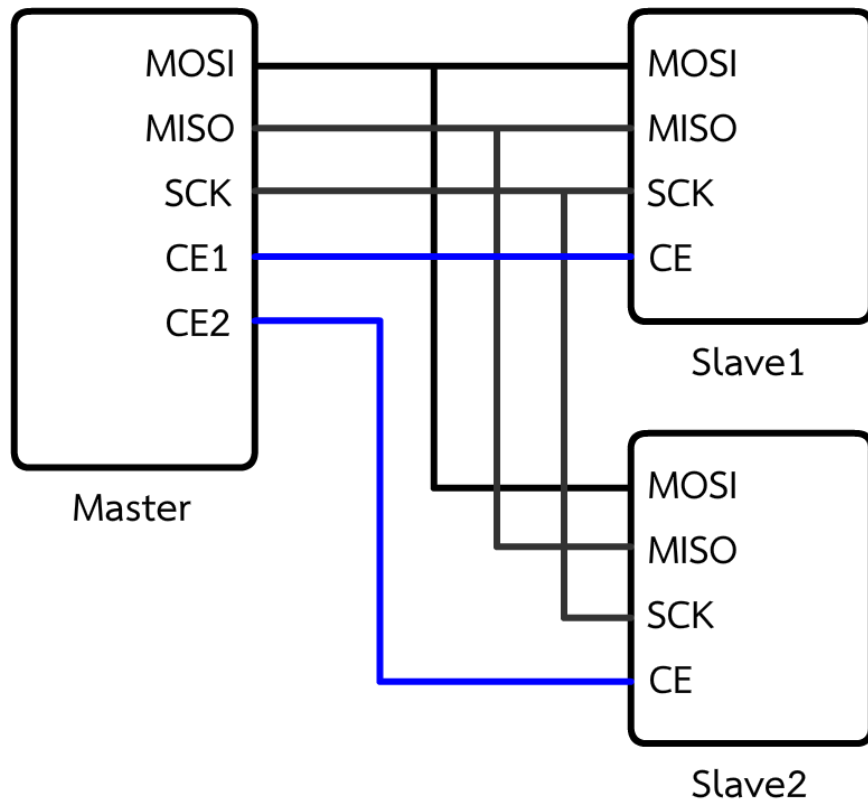 MOSI
MISO
SCK
CE1
CE2
Master
MOSI
MISO
SCK
CE
Slave1
MOSI
MISO
SCK
CE
Slave2